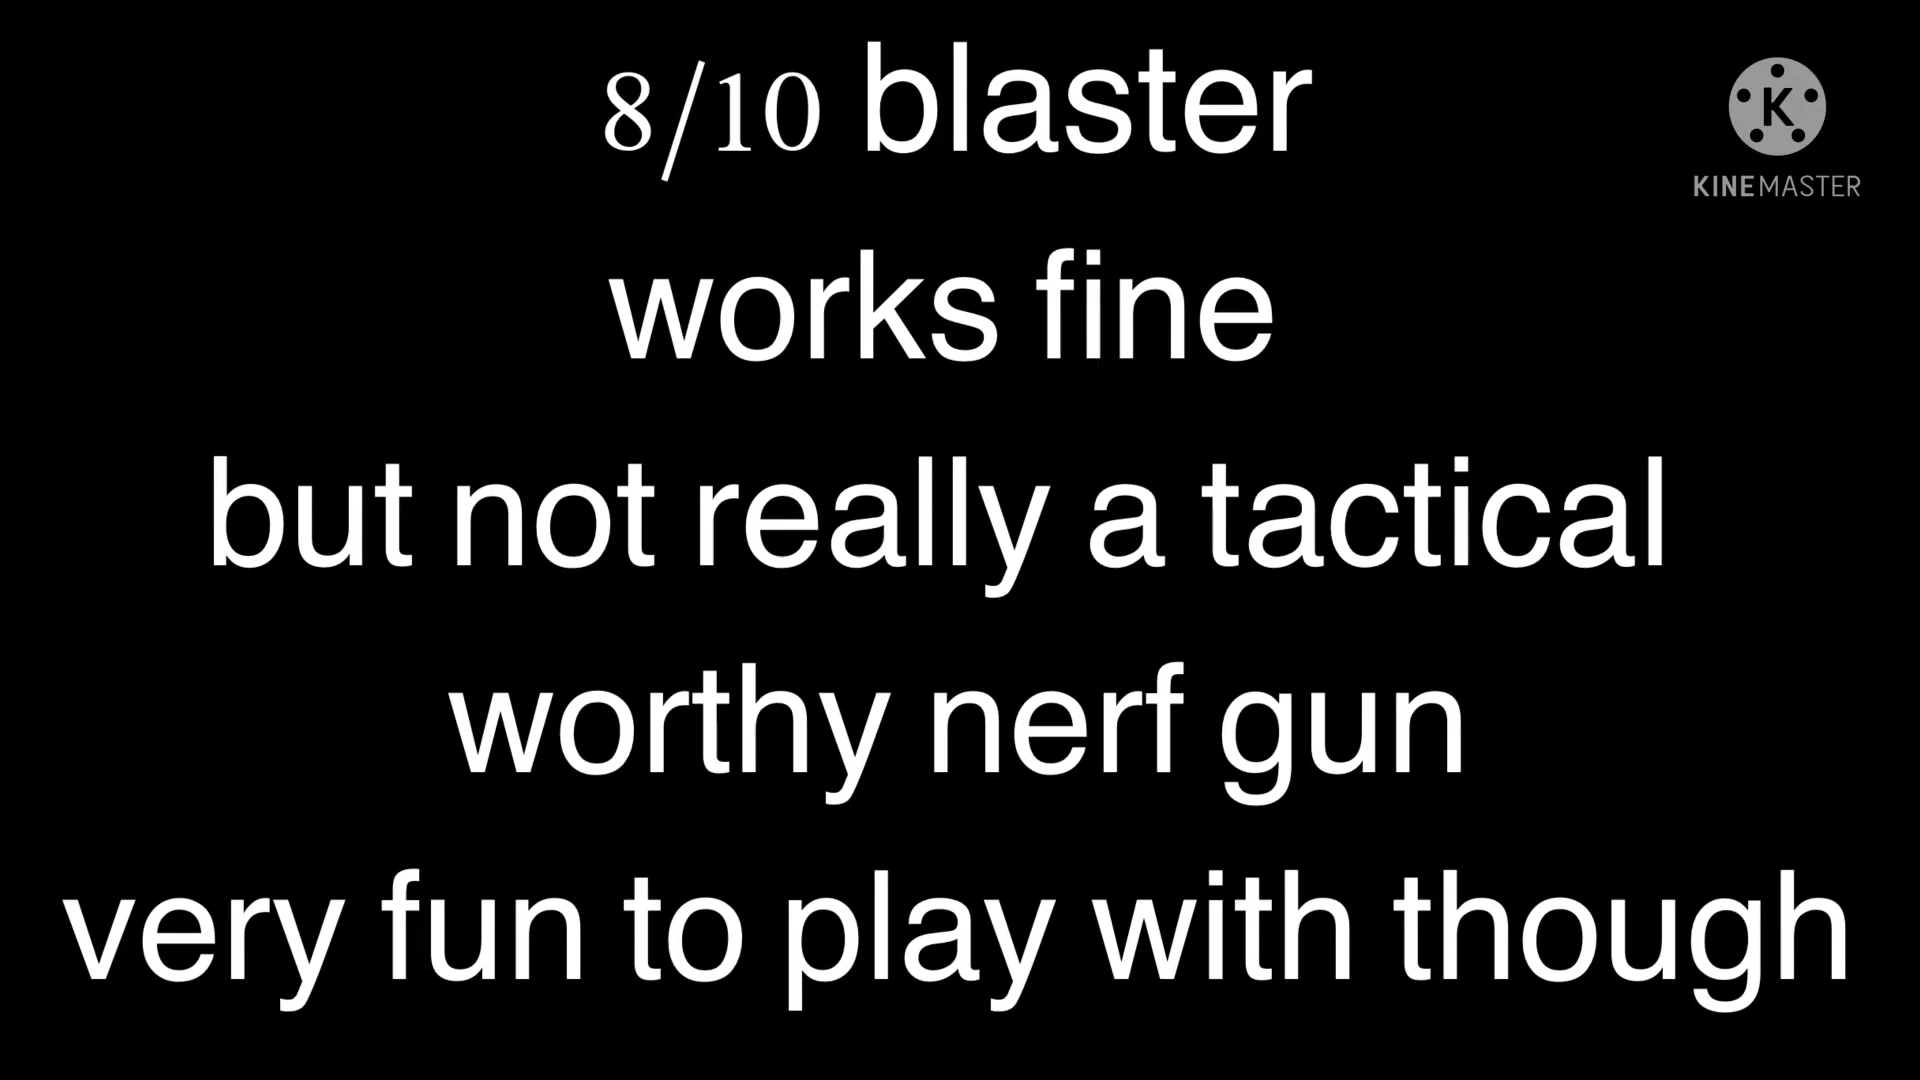 8/10 blaster
works fine
but not really a tactical
worthy nerf gun
very fun to play with though
K
KINEMASTER